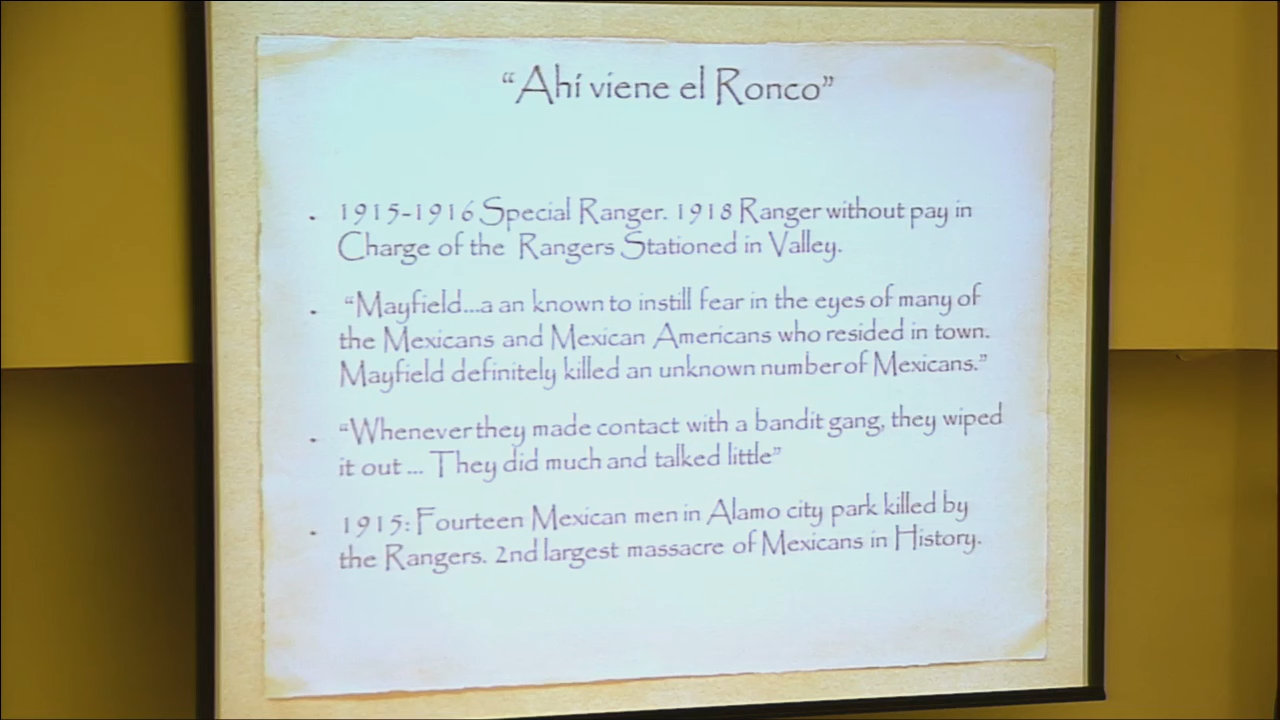 “Ahí viene el Ronco”
. 1915-1916 Special Ranger. 1918 Ranger without pay in
Charge of the Rangers Stationed in Valley.
. “Mayfield...a an known to instill fear in the eyes of many of
the Mexicans and Mexican Americans who resided in town.
Mayfield definitely killed an unknown number of Mexicans.”
. “Whenever they made contact with a bandit gang, they wiped
it out ... They did much and talked little”
. 1915: Fourteen Mexican men in Alamo city park killed by
the Rangers. 2nd largest massacre of Mexicans in History.